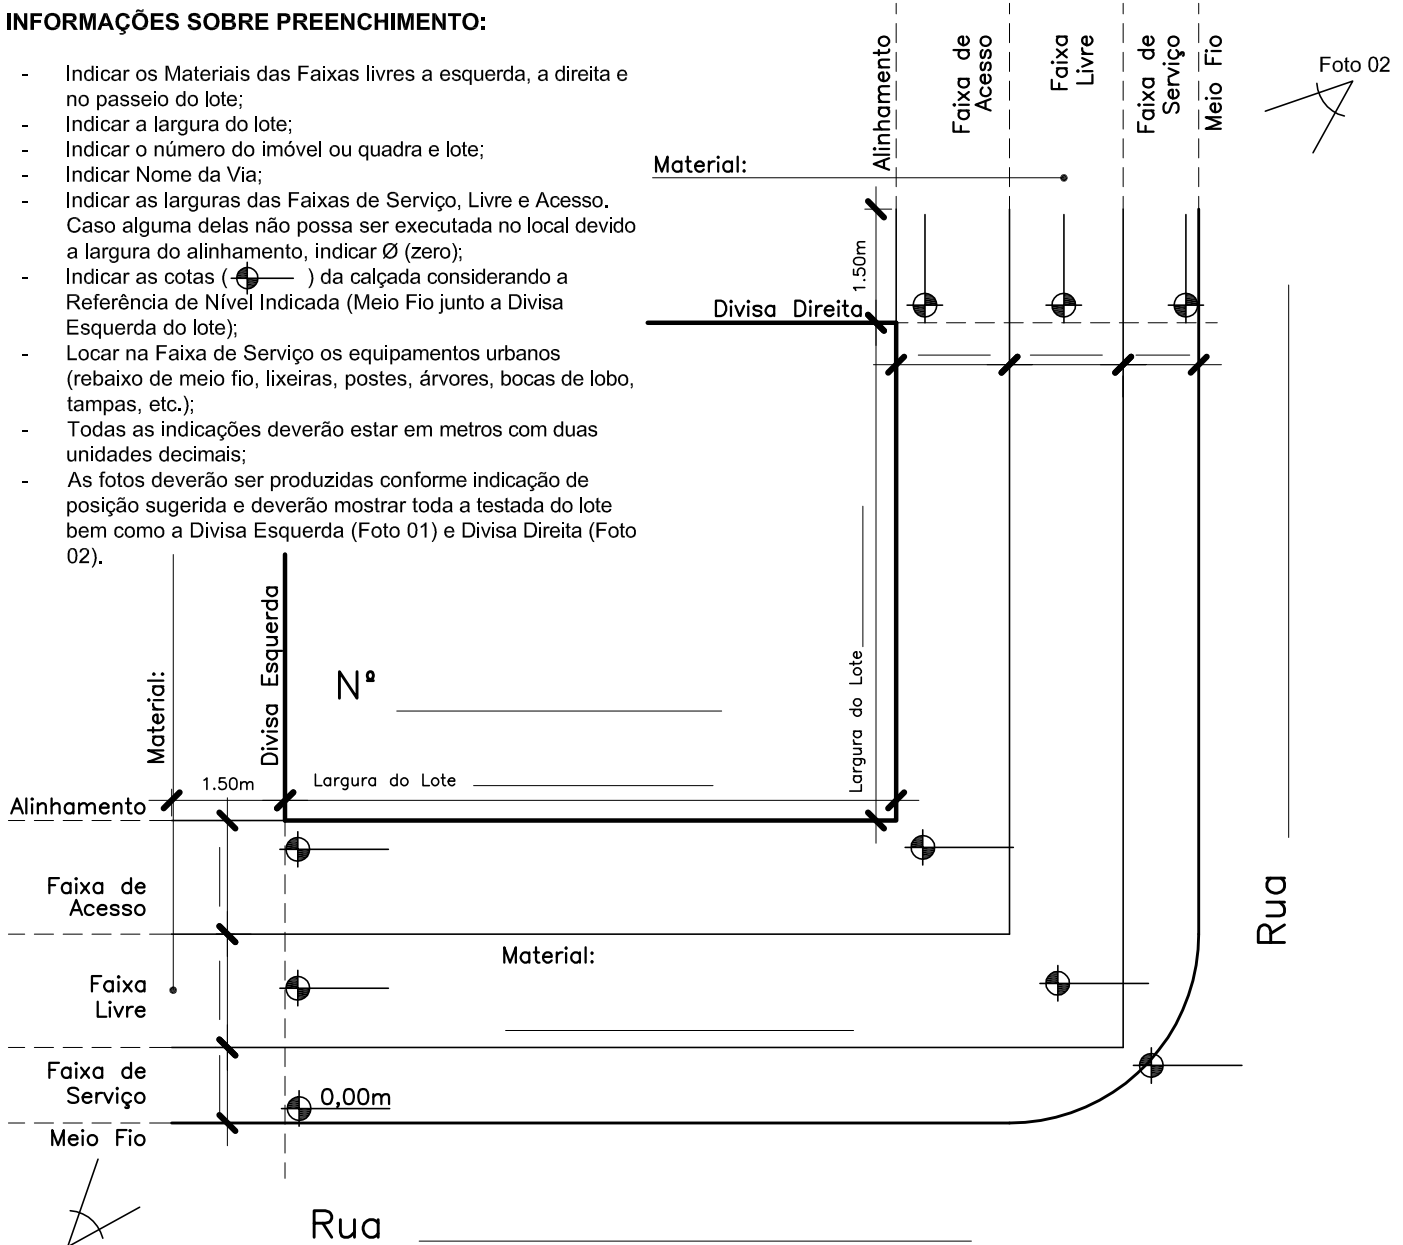 INFORMAÇÕES SOBRE PREENCHIMENTO:
- Indicar os Materiais das Faixas livres a esquerda, a direita e
no passeio do lote;
- Indicar a largura do lote;
- Indicar o número do imóvel ou quadra e lote;
- Indicar Nome da Via;
- Indicar as larguras das Faixas de Serviço, Livre e Acesso.
Caso alguma delas não possa ser executada no local devido
a largura do alinhamento, indicar Ø (zero);
- Indicar as cotas ( ) da calçada considerando a
Referência de Nível Indicada (Meio Fio junto a Divisa
Esquerda do lote);
- Locar na Faixa de Serviço os equipamentos urbanos
(rebaixo de meio fio, lixeiras, postes, árvores, bocas de lobo,
tampas, etc.);
- Todas as indicações deverão estar em metros com duas
unidades decimais;
- As fotos deverão ser produzidas conforme indicação de
posição sugerida e deverão mostrar toda a testada do lote
bem como a Divisa Esquerda (Foto 01) e Divisa Direita (Foto
02).
Alinhamento
Faixa de
Acesso
Faixa
Livre
Faixa de
Serviço
Meio Fio
Foto 02
Material:
1.50m
Divisa Direita
Largura do Lote
Rua
Material:
Divisa Esquerda
Nº
1.50m
Largura do Lote
Alinhamento
Faixa de
Acesso
Material:
Faixa
Livre
Faixa de
Serviço
0,00m
Meio Fio
Rua